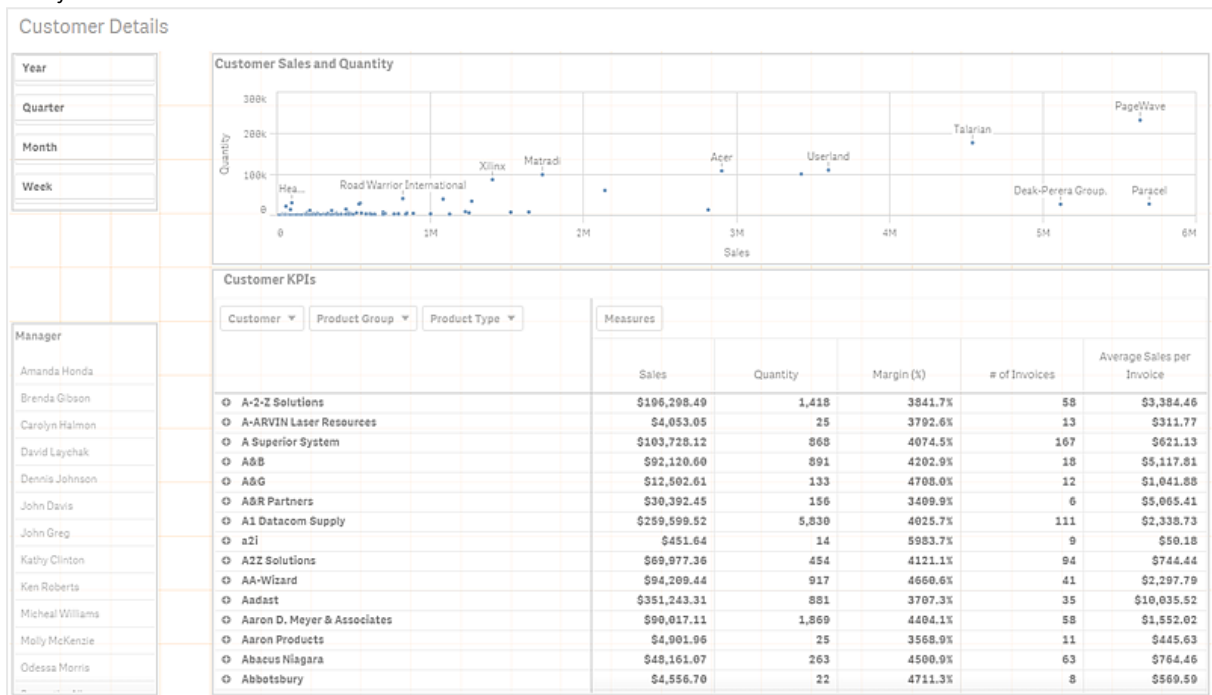 Customer Details
Year
Quarter
Month
Week
Customer Sales and Quantity
300k
200k
100k
0
Quantity
PageWave
Talarian
Acer
Userland
Xilinx
Matradi
Hea...
Road Warrior International
Deak-Perera Group.
Paracel
0 1M 2M 3M 4M 5M 6M
Sales
Manager
Amanda Honda
Brenda Gibson
Carolyn Halmon
David Laychak
Dennis Johnson
John Davis
John Greg
Kathy Clinton
Ken Roberts
Micheal Williams
Molly McKenzie
Odessa Morris
Customer KPIs
Customer Product Group Product Type Measures
Sales Quantity Margin (%) # of Invoices Average Sales per Invoice
A-2-Z Solutions $196,298.49 1,418 3841.7% 58 $3,384.46
A-ARVIN Laser Resources $4,053.05 25 3792.6% 13 $311.77
A Superior System $103,728.12 868 4074.5% 167 $621.13
A&B $92,120.60 891 4202.9% 18 $5,117.81
A&G $12,502.61 133 4708.0% 12 $1,041.88
A&R Partners $30,392.45 156 3409.9% 6 $5,065.41
A1 Datacom Supply $259,599.52 5,830 4025.7% 111 $2,338.73
a2i $451.64 14 5983.7% 9 $50.18
A2Z Solutions $69,977.36 454 4121.1% 94 $744.44
AA-Wizard $94,209.44 917 4660.6% 41 $2,297.79
Aadast $351,243.31 881 3707.3% 35 $10,035.52
Aaron D. Meyer & Associates $90,017.11 1,869 4404.1% 58 $1,552.02
Aaron Products $4,901.96 25 3568.9% 11 $445.63
Abacus Niagara $48,161.07 263 4500.9% 63 $764.46
Abbotsbury $4,556.70 22 4711.3% 8 $569.59